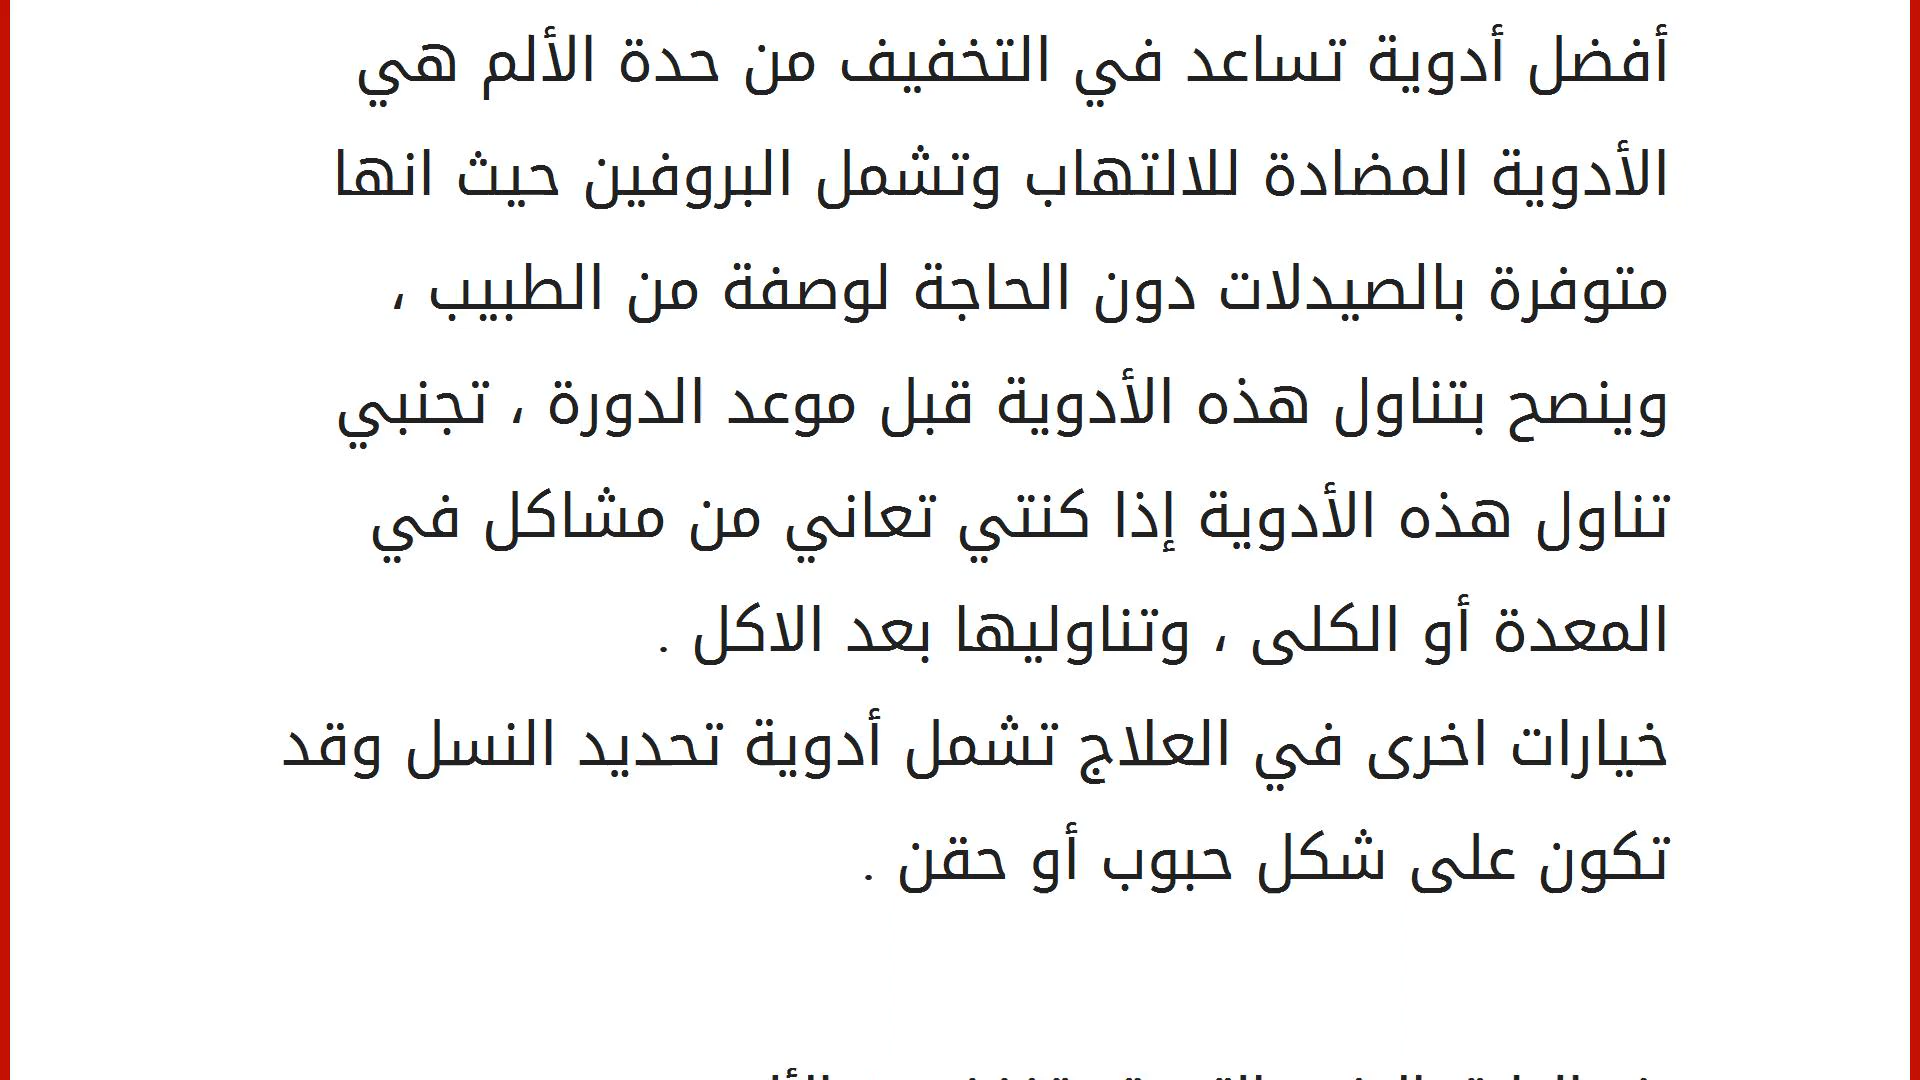 أفضل أدوية تساعد في التخفيف من حدة الألم هي
الأدوية المضادة للالتهاب وتشمل البروفين حيث انها
متوفرة بالصيدلات دون الحاجة لوصفة من الطبيب ،
وينصح بتناول هذه الأدوية قبل موعد الدورة ، تجنبي
تناول هذه الأدوية إذا كنتي تعاني من مشاكل في
المعدة أو الكلى ، وتناوليها بعد الاكل .
خيارات اخرى في العلاج تشمل أدوية تحديد النسل وقد
تكون على شكل حبوب أو حقن .